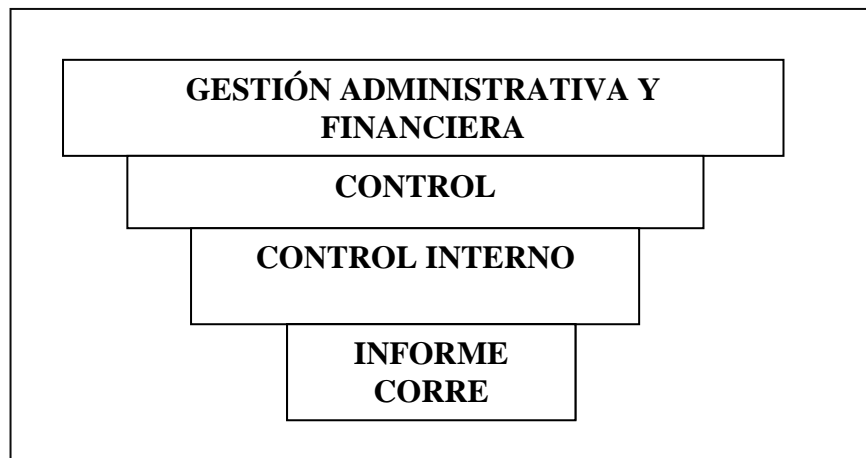 GESTIÓN ADMINISTRATIVA Y
FINANCIERA
CONTROL
CONTROL INTERNO
INFORME
CORRE